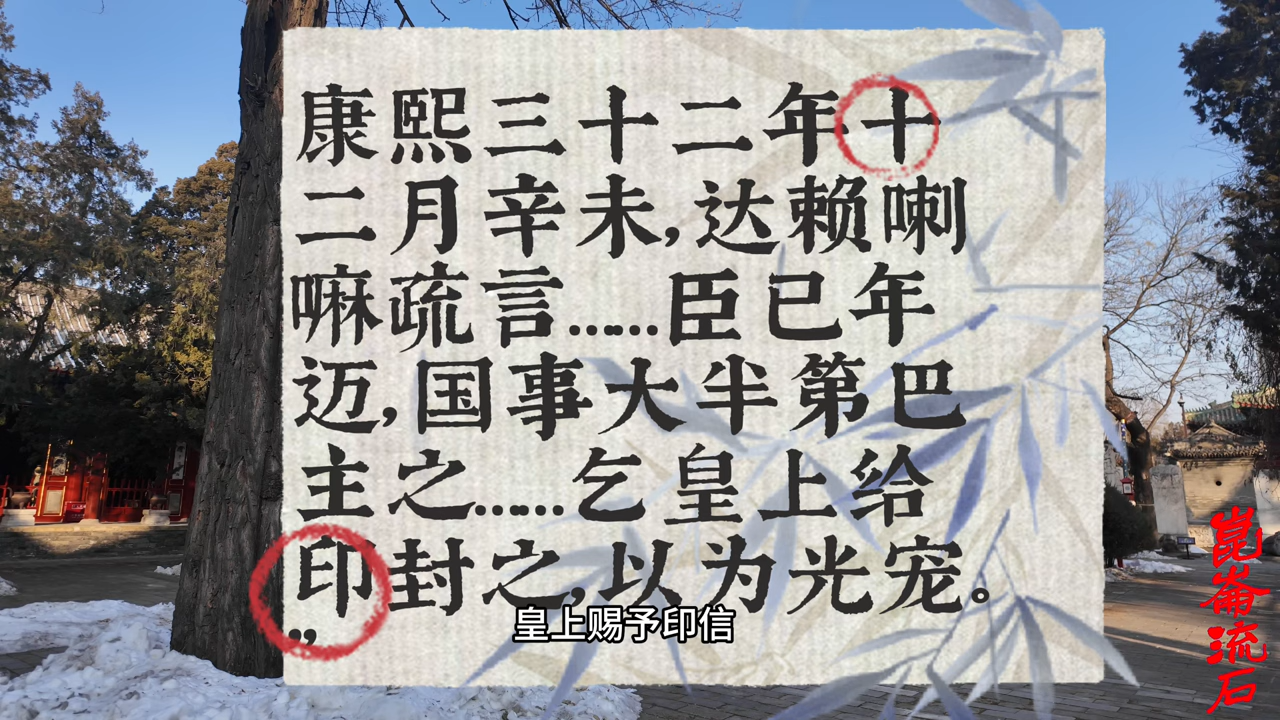 康熙三十二年十
二月辛未,达赖喇
嘛疏言……臣已年
迈,国事大半第巴
主之……乞皇上给
印封之,以为光宠。
”
皇上赐予印信
崑崙流石